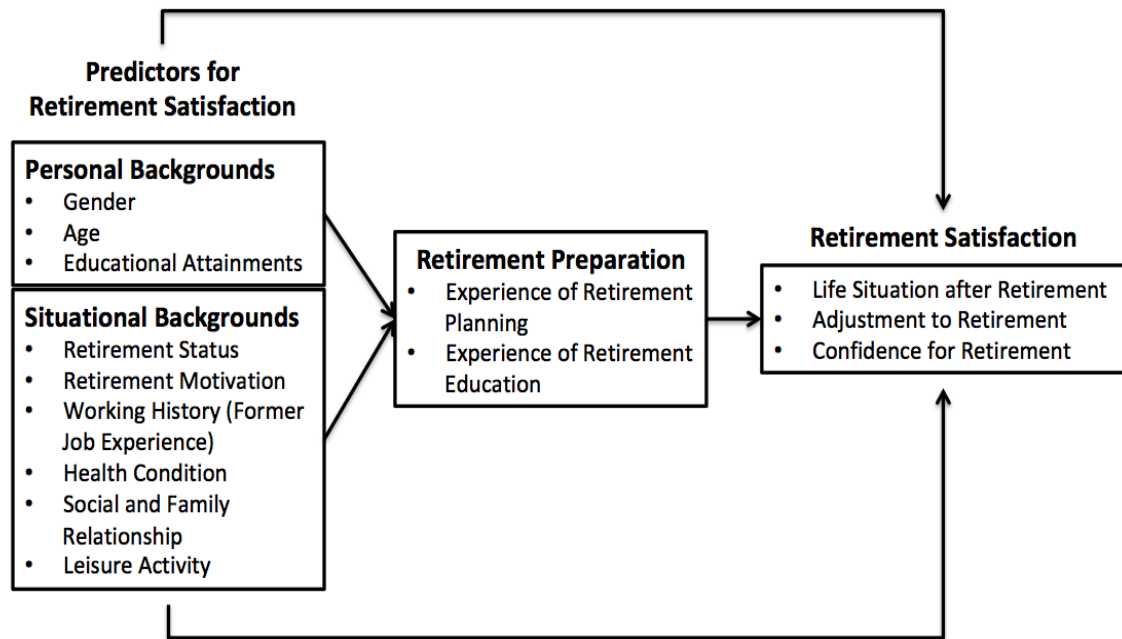 Predictors for
Retirement Satisfaction
Personal Backgrounds
• Gender
• Age
• Educational Attainments
Situational Backgrounds
• Retirement Status
• Retirement Motivation
• Working History (Former
Job Experience)
• Health Condition
• Social and Family
Relationship
• Leisure Activity
Retirement Preparation
• Experience of Retirement
Planning
• Experience of Retirement
Education
Retirement Satisfaction
• Life Situation after Retirement
• Adjustment to Retirement
• Confidence for Retirement